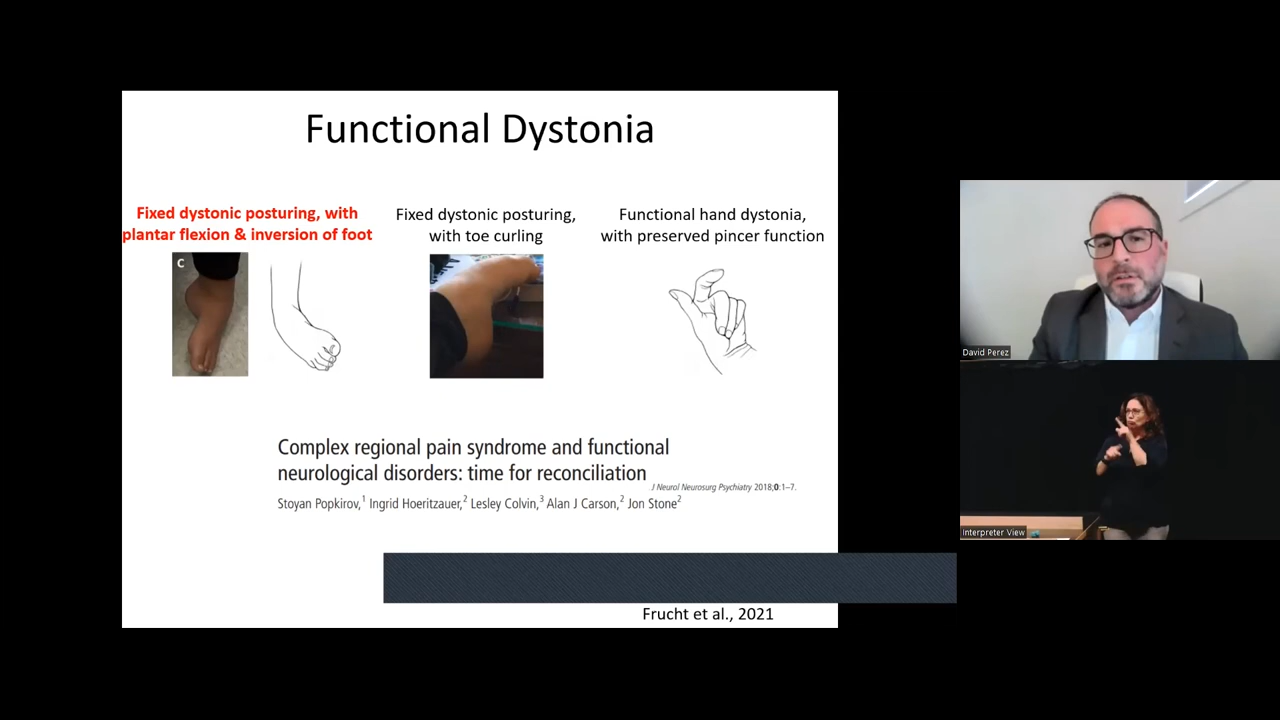 Functional Dystonia
Fixed dystonic posturing, with
plantar flexion & inversion of foot
Fixed dystonic posturing,
with toe curling
Functional hand dystonia,
with preserved pincer function
C
Complex regional pain syndrome and functional
neurological disorders: time for reconciliation
J Neurol Neurosurg Psychiatry 2018;0:1–7.
Stoyan Popkirov,1 Ingrid Hoeritzauer,2 Lesley Colvin,3 Alan J Carson,2 Jon Stone2
Frucht et al., 2021
David Perez
Interpreter View